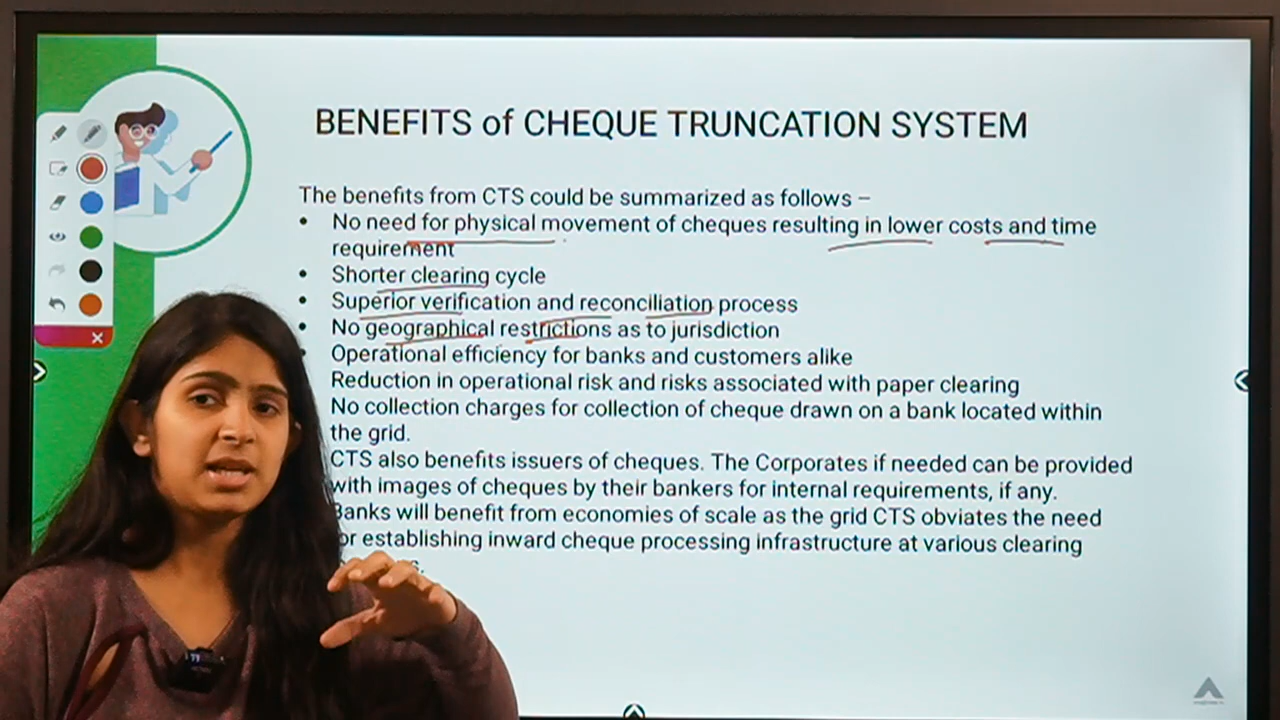 BENEFITS of CHEQUE TRUNCATION SYSTEM
The benefits from CTS could be summarized as follows –
• No need for physical movement of cheques resulting in lower costs and time
requirement
• Shorter clearing cycle
• Superior verification and reconciliation process
• No geographical restrictions as to jurisdiction
Operational efficiency for banks and customers alike
Reduction in operational risk and risks associated with paper clearing
No collection charges for collection of cheque drawn on a bank located within
the grid.
CTS also benefits issuers of cheques. The Corporates if needed can be provided
with images of cheques by their bankers for internal requirements, if any.
Banks will benefit from economies of scale as the grid CTS obviates the need
establishing inward cheque processing infrastructure at various clearing